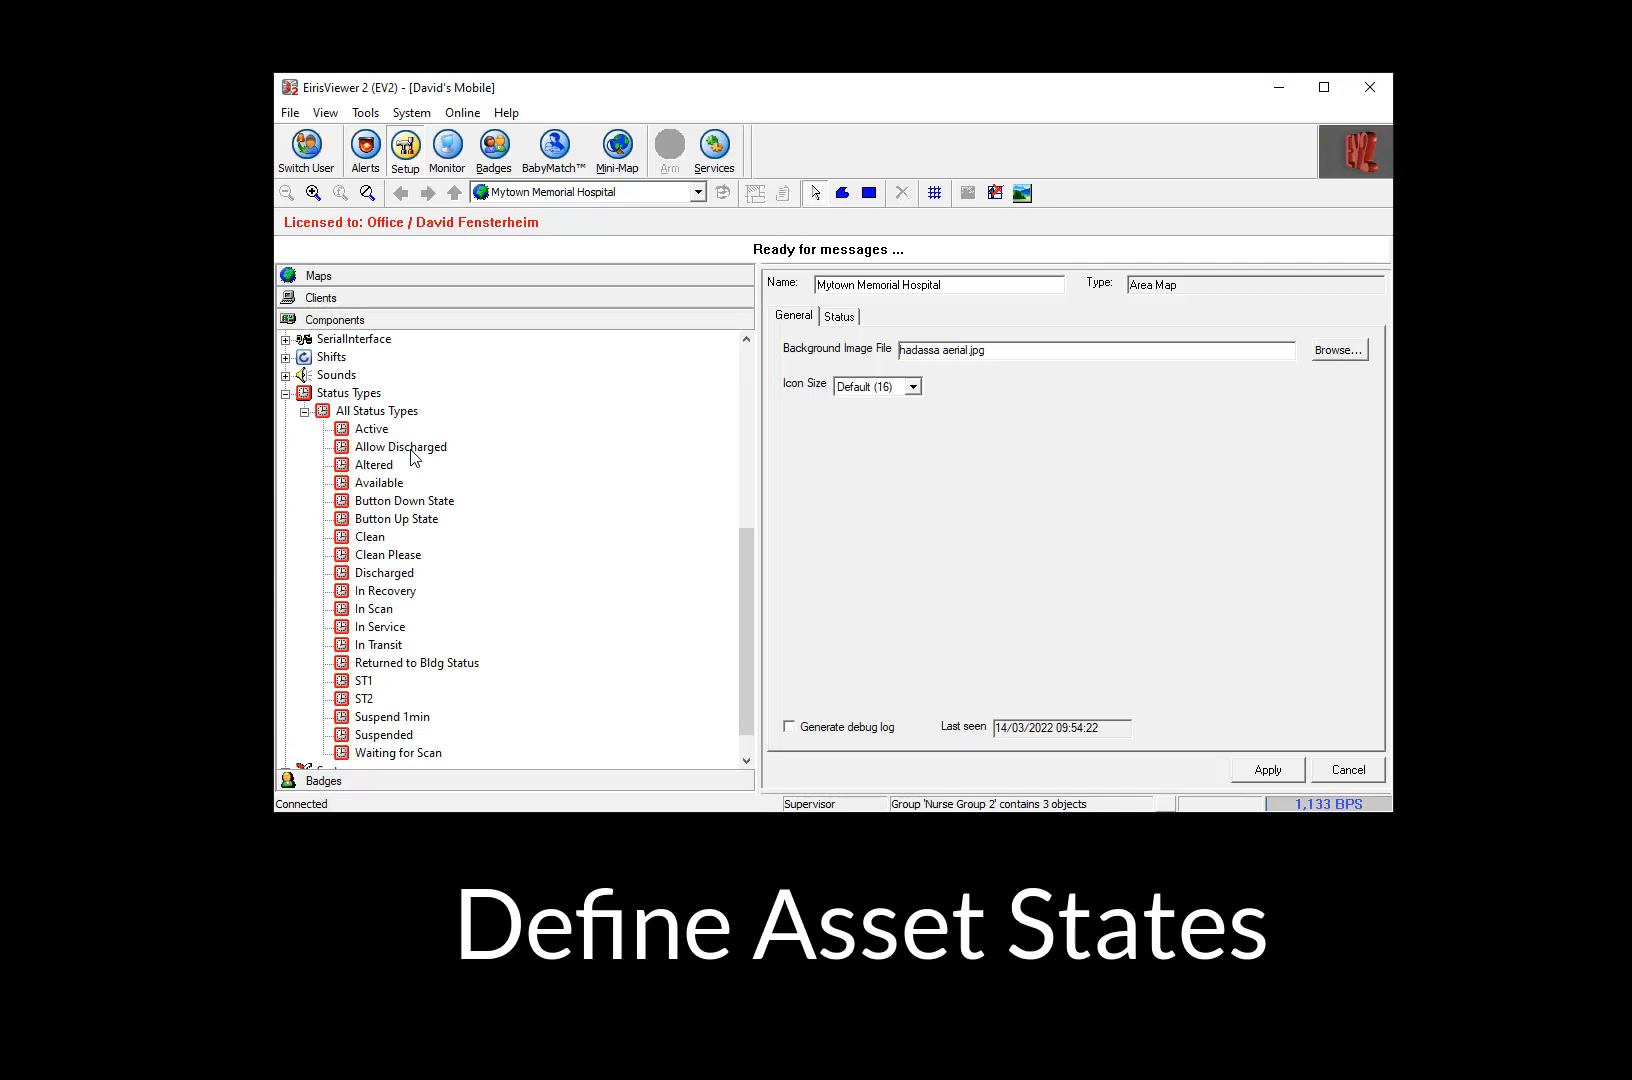 EirisViewer 2 (EV2) - [David's Mobile]
File View Tools System Online Help
Switch User Alerts Setup Monitor Badges BabyMatch™ Mini-Map Arm Services
EV2
Mytown Memorial Hospital
Licensed to: Office / David Fensterheim
Ready for messages ...
Maps
Clients
Components
SerialInterface
Shifts
Sounds
Status Types
All Status Types
Active
Allow Discharged
Altered
Available
Button Down State
Button Up State
Clean
Clean Please
Discharged
In Recovery
In Scan
In Service
In Transit
Returned to Bldg Status
ST1
ST2
Suspend 1min
Suspended
Waiting for Scan
Badges
Name: Mytown Memorial Hospital Type: Area Map
General Status
Background Image File hadassa aerial.jpg Browse...
Icon Size Default (16)
Generate debug log Last seen 14/03/2022 09:54:22
Apply Cancel
Connected Supervisor Group 'Nurse Group 2' contains 3 objects 1,133 BPS
Define Asset States